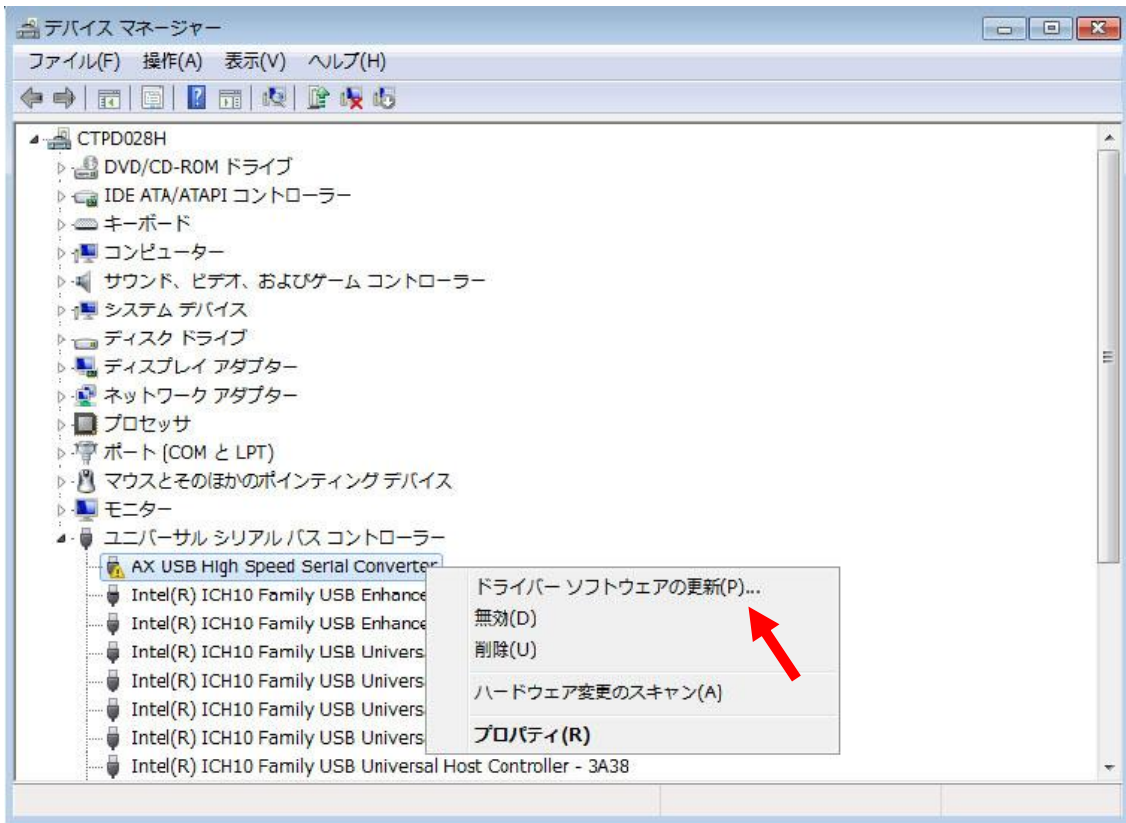 デバイス マネージャー
ファイル(F) 操作(A) 表示(V) ヘルプ(H)
CTPD028H
DVD/CD-ROM ドライブ
IDE ATA/ATAPI コントローラー
キーボード
コンピューター
サウンド、ビデオ、およびゲーム コントローラー
システム デバイス
ディスク ドライブ
ディスプレイ アダプター
ネットワーク アダプター
プロセッサ
ポート (COM と LPT)
マウスとそのほかのポインティング デバイス
モニター
ユニバーサル シリアル バス コントローラー
AX USB High Speed Serial Converter
Intel(R) ICH10 Family USB Enhance
Intel(R) ICH10 Family USB Enhance
Intel(R) ICH10 Family USB Univers
Intel(R) ICH10 Family USB Univers
Intel(R) ICH10 Family USB Univers
Intel(R) ICH10 Family USB Univers
Intel(R) ICH10 Family USB Universal Host Controller - 3A38
ドライバー ソフトウェアの更新(P)...
無効(D)
削除(U)
ハードウェア変更のスキャン(A)
プロパティ(R)